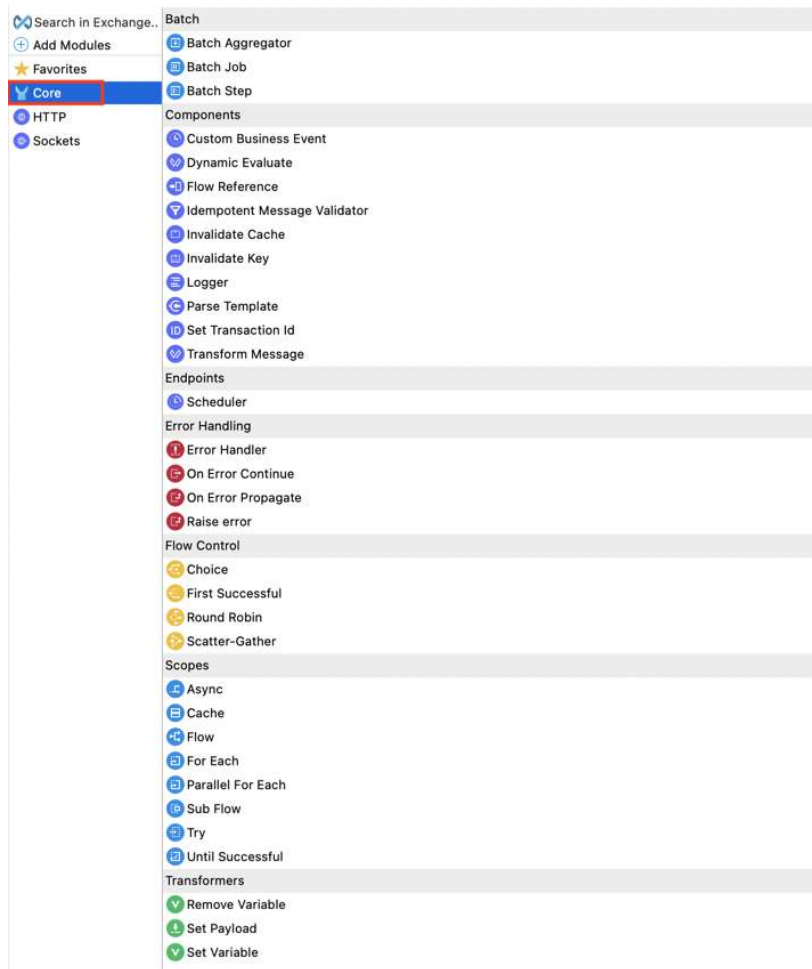 Search in Exchange..
Add Modules
Favorites
Core
HTTP
Sockets
Batch
Batch Aggregator
Batch Job
Batch Step
Components
Custom Business Event
Dynamic Evaluate
Flow Reference
Idempotent Message Validator
Invalidate Cache
Invalidate Key
Logger
Parse Template
ID Set Transaction Id
Transform Message
Endpoints
Scheduler
Error Handling
Error Handler
On Error Continue
On Error Propagate
Raise error
Flow Control
Choice
First Successful
Round Robin
Scatter-Gather
Scopes
Async
Cache
Flow
For Each
Parallel For Each
Sub Flow
Try
Until Successful
Transformers
Remove Variable
Set Payload
Set Variable